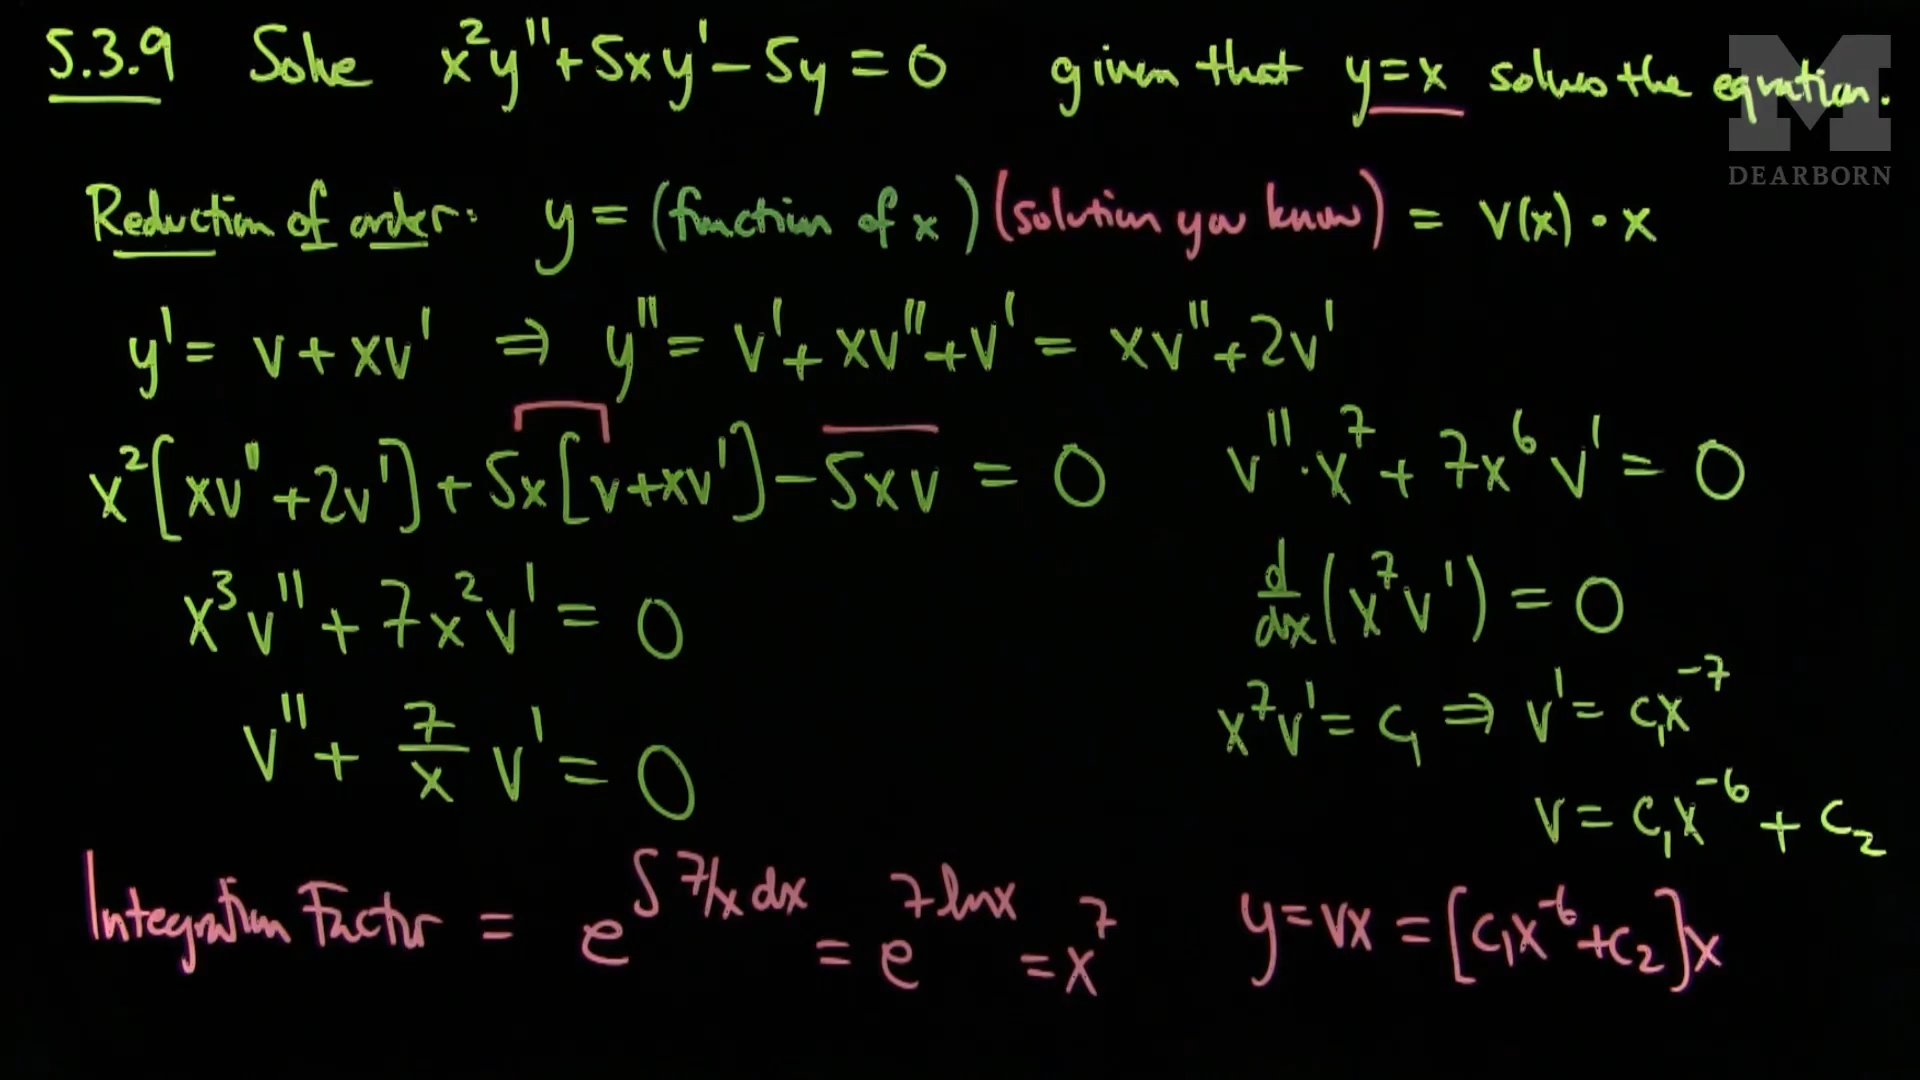 5.3.9 Solve x²y" + 5xy' - 5y = 0 given that y = x solves the equation.
M
DEARBORN
Reduction of order: y = (function of x)(solution you know) = v(x) · x
y' = v + xv' ⇒ y" = v' + xv" + v' = xv" + 2v'
x²[xv" + 2v'] + 5x[v + xv'] - 5xv = 0
x³v" + 7x²v' = 0
v" + 7/x v' = 0
Integration Factor = e^∫7/x dx = e^7lnx = x⁷
v" · x⁷ + 7x⁶v' = 0
d/dx (x⁷v') = 0
x⁷v' = c₁ ⇒ v' = c₁x⁻⁷
v = c₁x⁻⁶ + c₂
y = vx = [c₁x⁻⁶ + c₂]x